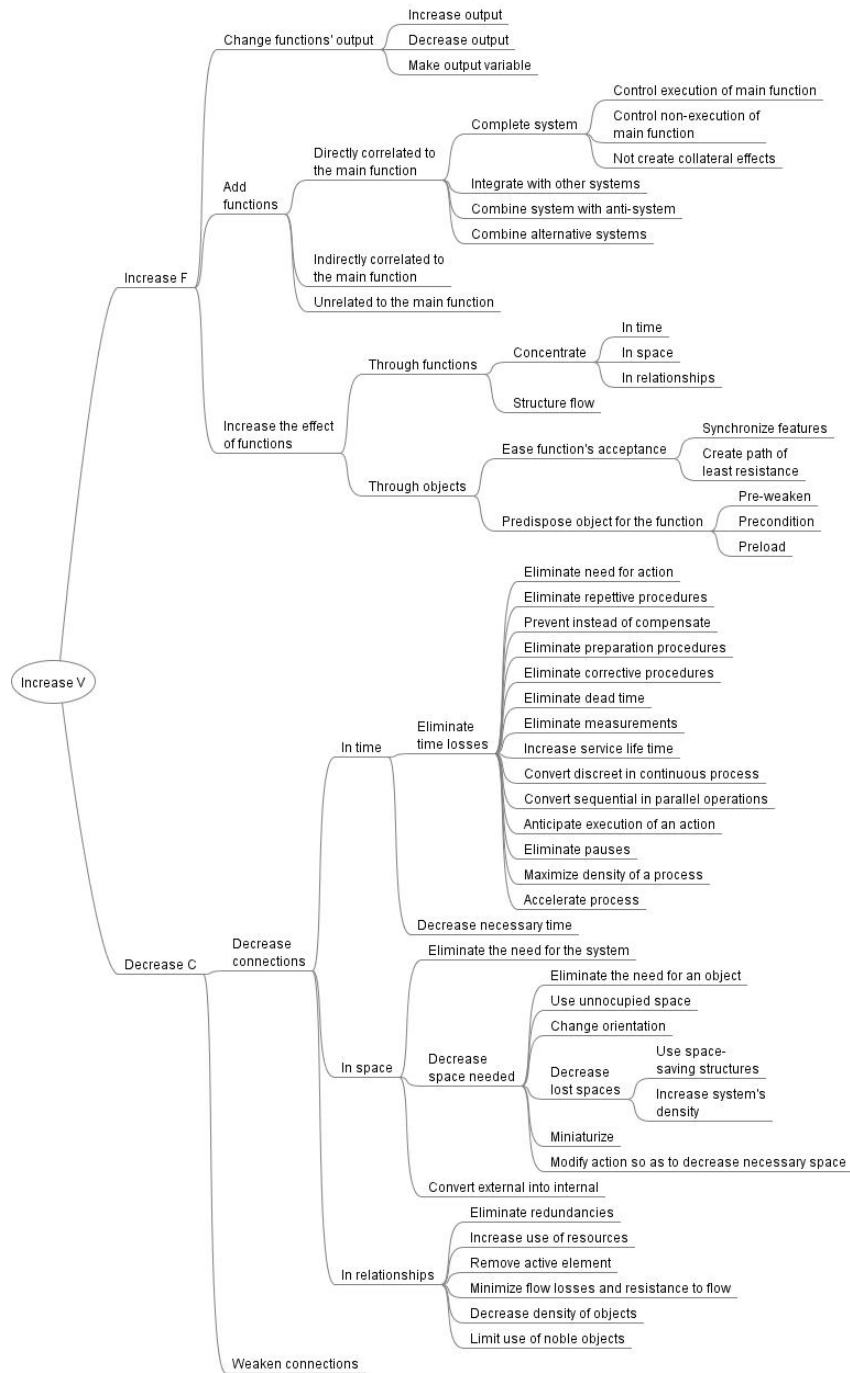 Increase output
Change functions' output
Decrease output
Make output variable
Control execution of main function
Complete system
Control non-execution of
main function
Not create collateral effects
Directly correlated to
the main function
Integrate with other systems
Add
functions
Combine system with anti-system
Combine alternative systems
Indirectly correlated to
the main function
Increase F
Unrelated to the main function
In time
Through functions
Concentrate
In space
In relationships
Structure flow
Increase the effect
of functions
Synchronize features
Ease function's acceptance
Create path of
least resistance
Through objects
Pre-weaken
Predispose object for the function
Precondition
Preload
Eliminate need for action
Eliminate repettive procedures
Prevent instead of compensate
Eliminate preparation procedures
Increase V
Eliminate corrective procedures
Eliminate dead time
Eliminate measurements
In time
Eliminate
time losses
Increase service life time
Convert discreet in continuous process
Convert sequential in parallel operations
Anticipate execution of an action
Eliminate pauses
Maximize density of a process
Accelerate process
Decrease necessary time
Decrease C
Decrease
connections
Eliminate the need for the system
Eliminate the need for an object
Use unnocupied space
Change orientation
In space
Decrease
space needed
Decrease
lost spaces
Use space-
saving structures
Increase system's
density
Miniaturize
Modify action so as to decrease necessary space
Convert external into internal
Eliminate redundancies
Increase use of resources
Remove active element
In relationships
Minimize flow losses and resistance to flow
Decrease density of objects
Limit use of noble objects
Weaken connections